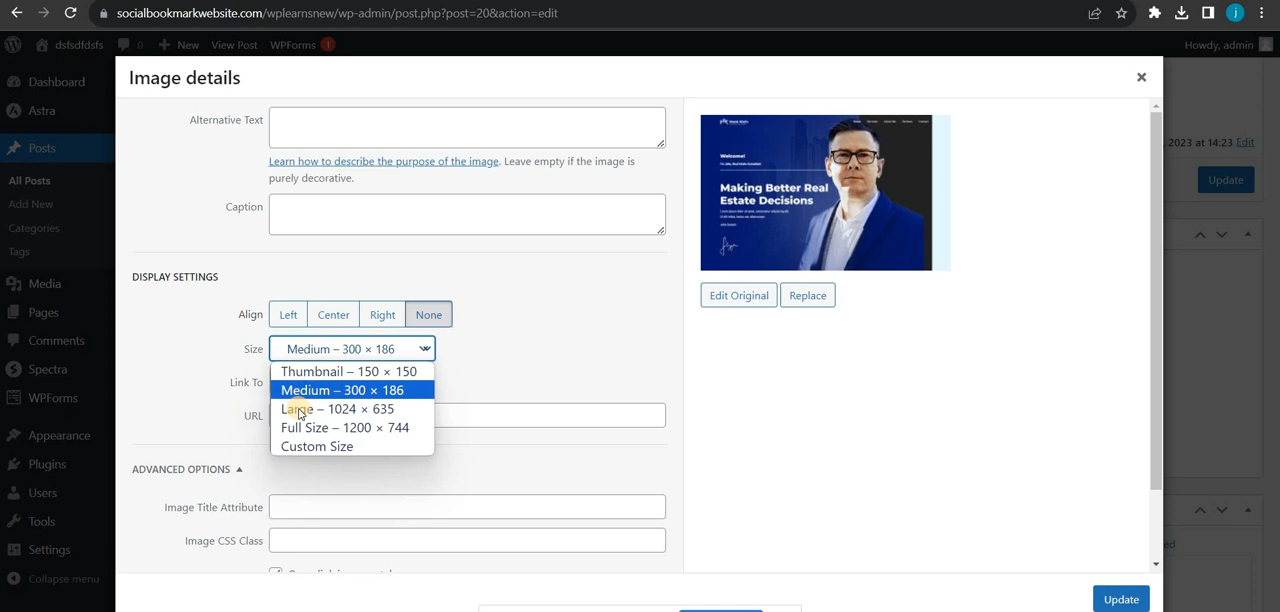 socialbookmarkwebsite.com/wplearnsnew/wp-admin/post.php?post=20&action=edit
j
dsfsdfdsfs
0
New
View Post
WPForms 1
Howdy, admin
Dashboard
Astra
Posts
All Posts
Add New
Categories
Tags
Media
Pages
Comments
Spectra
WPForms
Appearance
Plugins
Users
Tools
Settings
Collapse menu
Image details
Alternative Text
Learn how to describe the purpose of the image. Leave empty if the image is
purely decorative.
Caption
DISPLAY SETTINGS
Align
Left
Center
Right
None
Size
Medium – 300 × 186
Thumbnail – 150 × 150
Medium – 300 × 186
Large – 1024 × 635
Full Size – 1200 × 744
Custom Size
Link To
URL
ADVANCED OPTIONS
Image Title Attribute
Image CSS Class
Welcome!
Making Better Real
Estate Decisions
Edit Original
Replace
2023 at 14:23 Edit
Update
Update